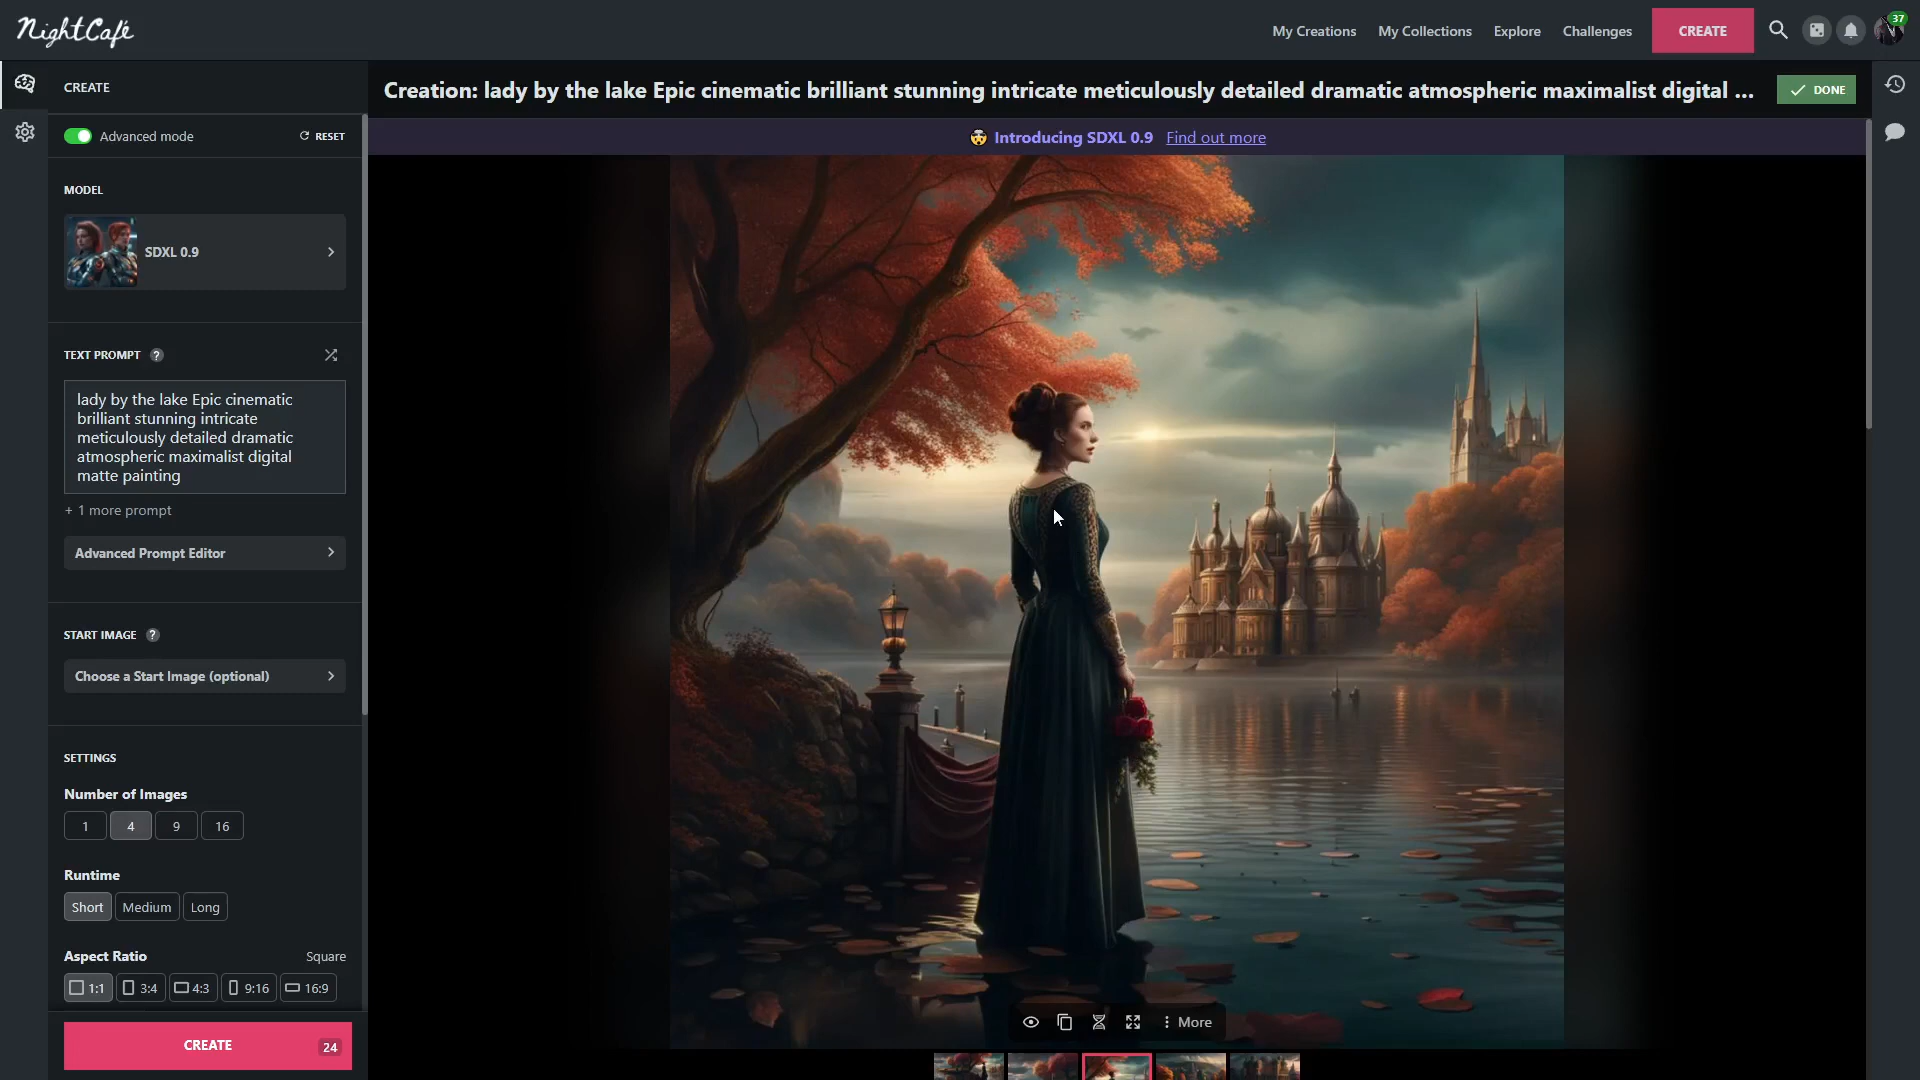 NightCafé
My Creations
My Collections
Explore
Challenges
CREATE
37
CREATE
Creation: lady by the lake Epic cinematic brilliant stunning intricate meticulously detailed dramatic atmospheric maximalist digital ...
DONE
Advanced mode
RESET
Introducing SDXL 0.9 Find out more
MODEL
SDXL 0.9
TEXT PROMPT ?
lady by the lake Epic cinematic
brilliant stunning intricate
meticulously detailed dramatic
atmospheric maximalist digital
matte painting
+ 1 more prompt
Advanced Prompt Editor
START IMAGE ?
Choose a Start Image (optional)
SETTINGS
Number of Images
1 4 9 16
Runtime
Short Medium Long
Aspect Ratio Square
1:1 3:4 4:3 9:16 16:9
CREATE 24
More